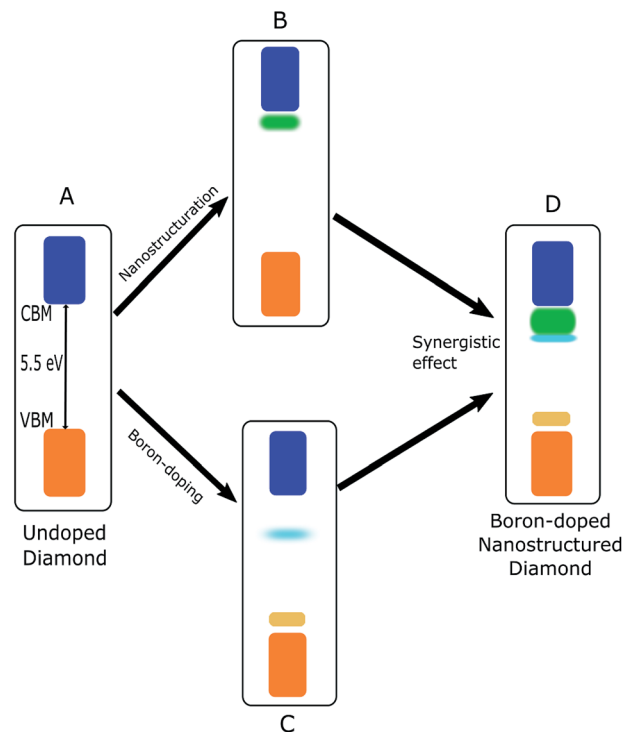 B
A
Nanostructuration
D
CBM
5.5 eV
VBM
Synergistic
effect
Boron-doping
Undoped
Diamond
Boron-doped
Nanostructured
Diamond
C